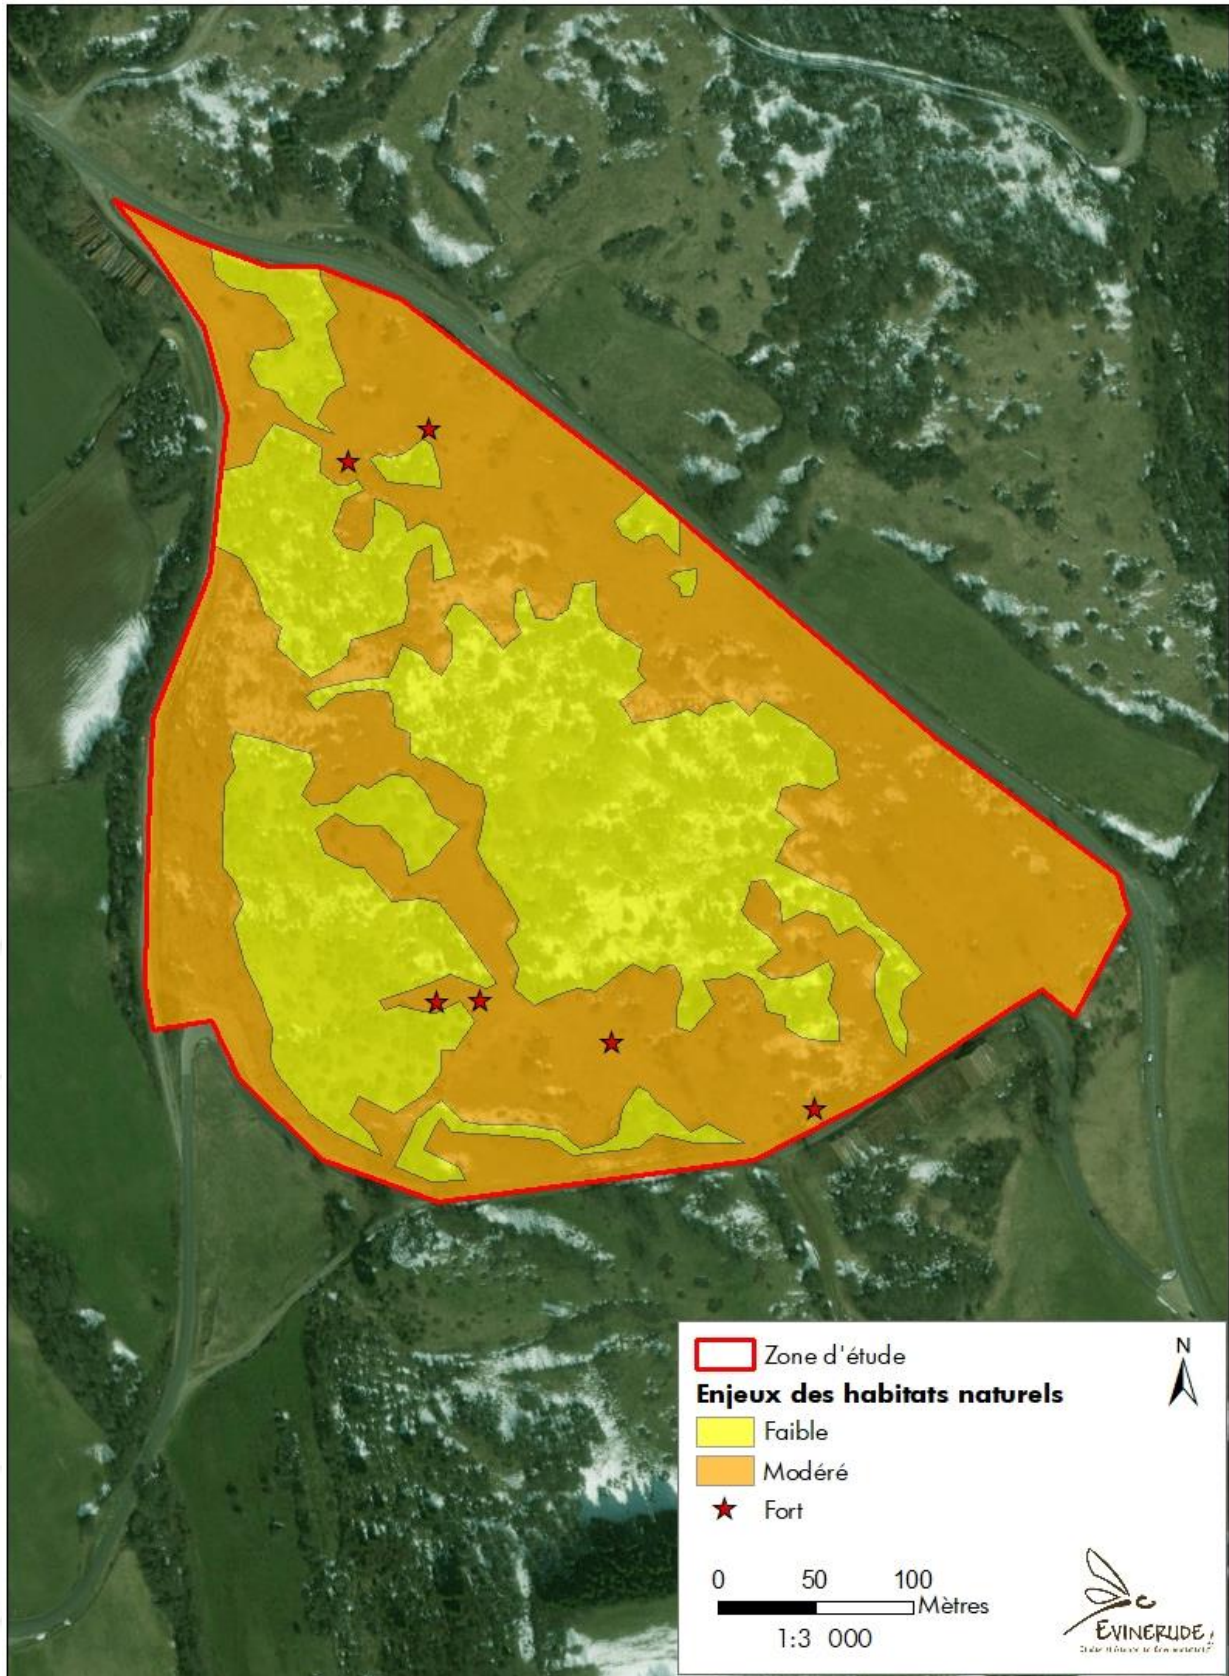 Zone d'étude
N
Enjeux des habitats naturels
Faible
Modéré
Fort
0 50 100
Mètres
1:3 000
EVINERUDE